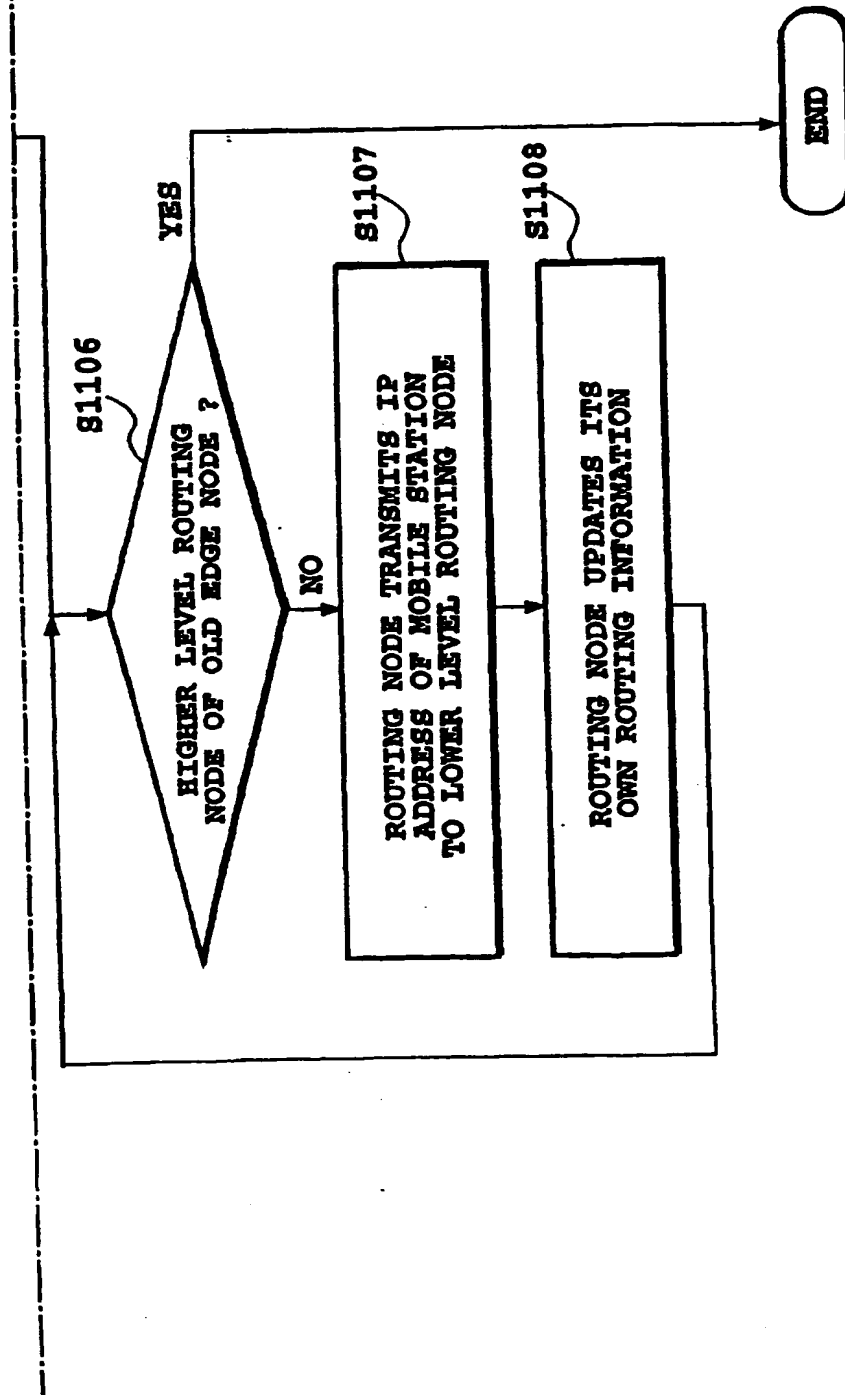 S1106
HIGHER LEVEL ROUTING
NODE OF OLD EDGE NODE ?
YES
NO
S1107
ROUTING NODE TRANSMITS IP
ADDRESS OF MOBILE STATION
TO LOWER LEVEL ROUTING NODE
S1108
ROUTING NODE UPDATES ITS
OWN ROUTING INFORMATION
END